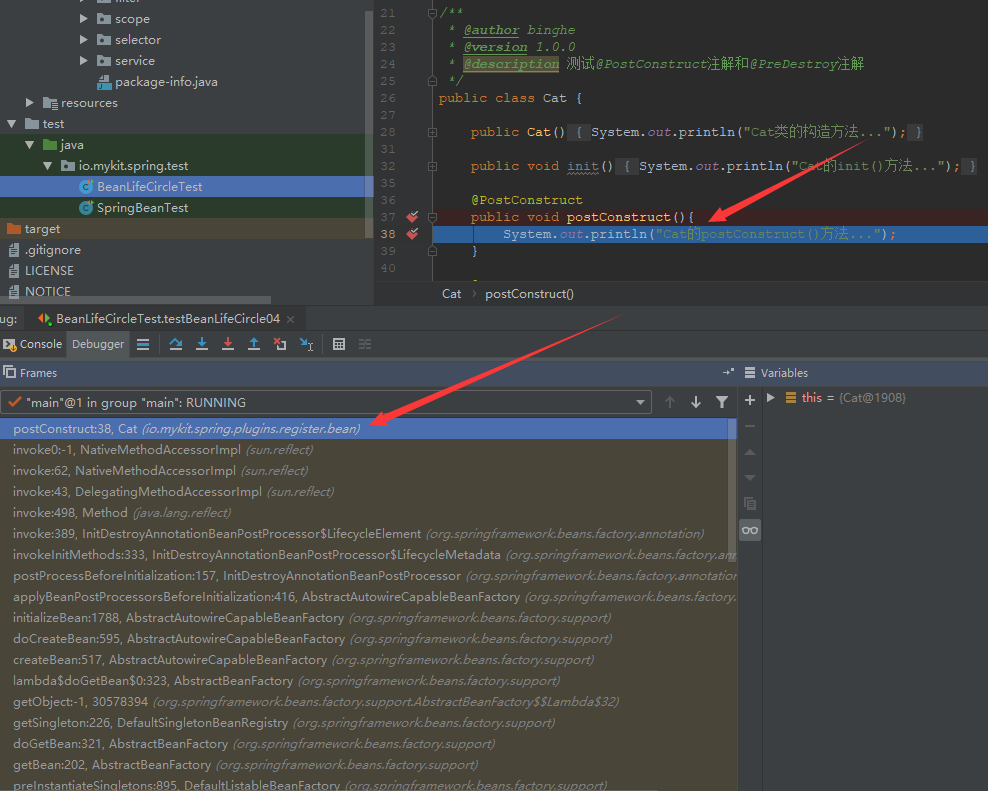 filter
scope
selector
service
package-info.java
resources
test
java
io.mykit.spring.test
BeanLifeCircleTest
SpringBeanTest
target
.gitignore
LICENSE
NOTICE
21 /**
22 * @author binghe
23 * @version 1.0.0
24 * @description 测试@PostConstruct注解和@PreDestroy注解
25 */
26 public class Cat {
27
28 public Cat() { System.out.println("Cat类的构造方法..."); }
31
32 public void init() { System.out.println("Cat的init()方法..."); }
35
36 @PostConstruct
37 public void postConstruct(){
38 System.out.println("Cat的postConstruct()方法...");
39 }
40
Cat › postConstruct()
ug: BeanLifeCircleTest.testBeanLifeCircle04 ×
Console Debugger
Frames
Variables
"main"@1 in group "main": RUNNING
this = {Cat@1908}
postConstruct:38, Cat (io.mykit.spring.plugins.register.bean)
invoke0:-1, NativeMethodAccessorImpl (sun.reflect)
invoke:62, NativeMethodAccessorImpl (sun.reflect)
invoke:43, DelegatingMethodAccessorImpl (sun.reflect)
invoke:498, Method (java.lang.reflect)
invoke:389, InitDestroyAnnotationBeanPostProcessor$LifecycleElement (org.springframework.beans.factory.annotation)
invokeInitMethods:333, InitDestroyAnnotationBeanPostProcessor$LifecycleMetadata (org.springframework.beans.factory.ann
postProcessBeforeInitialization:157, InitDestroyAnnotationBeanPostProcessor (org.springframework.beans.factory.annotation
applyBeanPostProcessorsBeforeInitialization:416, AbstractAutowireCapableBeanFactory (org.springframework.beans.factory.
initializeBean:1788, AbstractAutowireCapableBeanFactory (org.springframework.beans.factory.support)
doCreateBean:595, AbstractAutowireCapableBeanFactory (org.springframework.beans.factory.support)
createBean:517, AbstractAutowireCapableBeanFactory (org.springframework.beans.factory.support)
lambda$doGetBean$0:323, AbstractBeanFactory (org.springframework.beans.factory.support)
getObject:-1, 30578394 (org.springframework.beans.factory.support.AbstractBeanFactory$$Lambda$32)
getSingleton:226, DefaultSingletonBeanRegistry (org.springframework.beans.factory.support)
doGetBean:321, AbstractBeanFactory (org.springframework.beans.factory.support)
getBean:202, AbstractBeanFactory (org.springframework.beans.factory.support)
preInstantiateSingletons:895, DefaultListableBeanFactory (org.springframework.beans.factory.support)